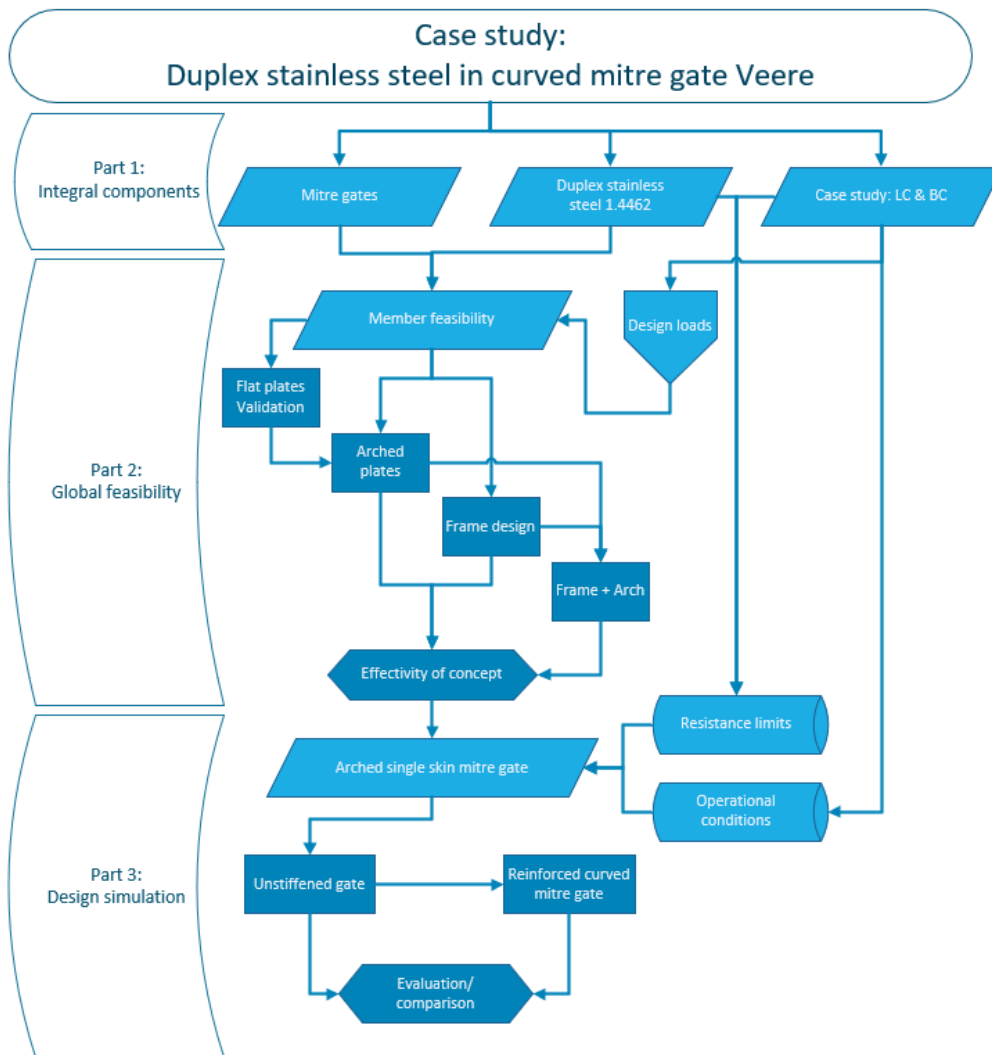 Case study:
Duplex stainless steel in curved mitre gate Veere
Part 1:
Integral components
Mitre gates
Duplex stainless
steel 1.4462
Case study: LC & BC
Part 2:
Global feasibility
Member feasibility
Design loads
Flat plates
Validation
Arched
plates
Frame design
Frame + Arch
Effectivity of concept
Part 3:
Design simulation
Resistance limits
Arched single skin mitre gate
Operational
conditions
Unstiffened gate
Reinforced curved
mitre gate
Evaluation/
comparison